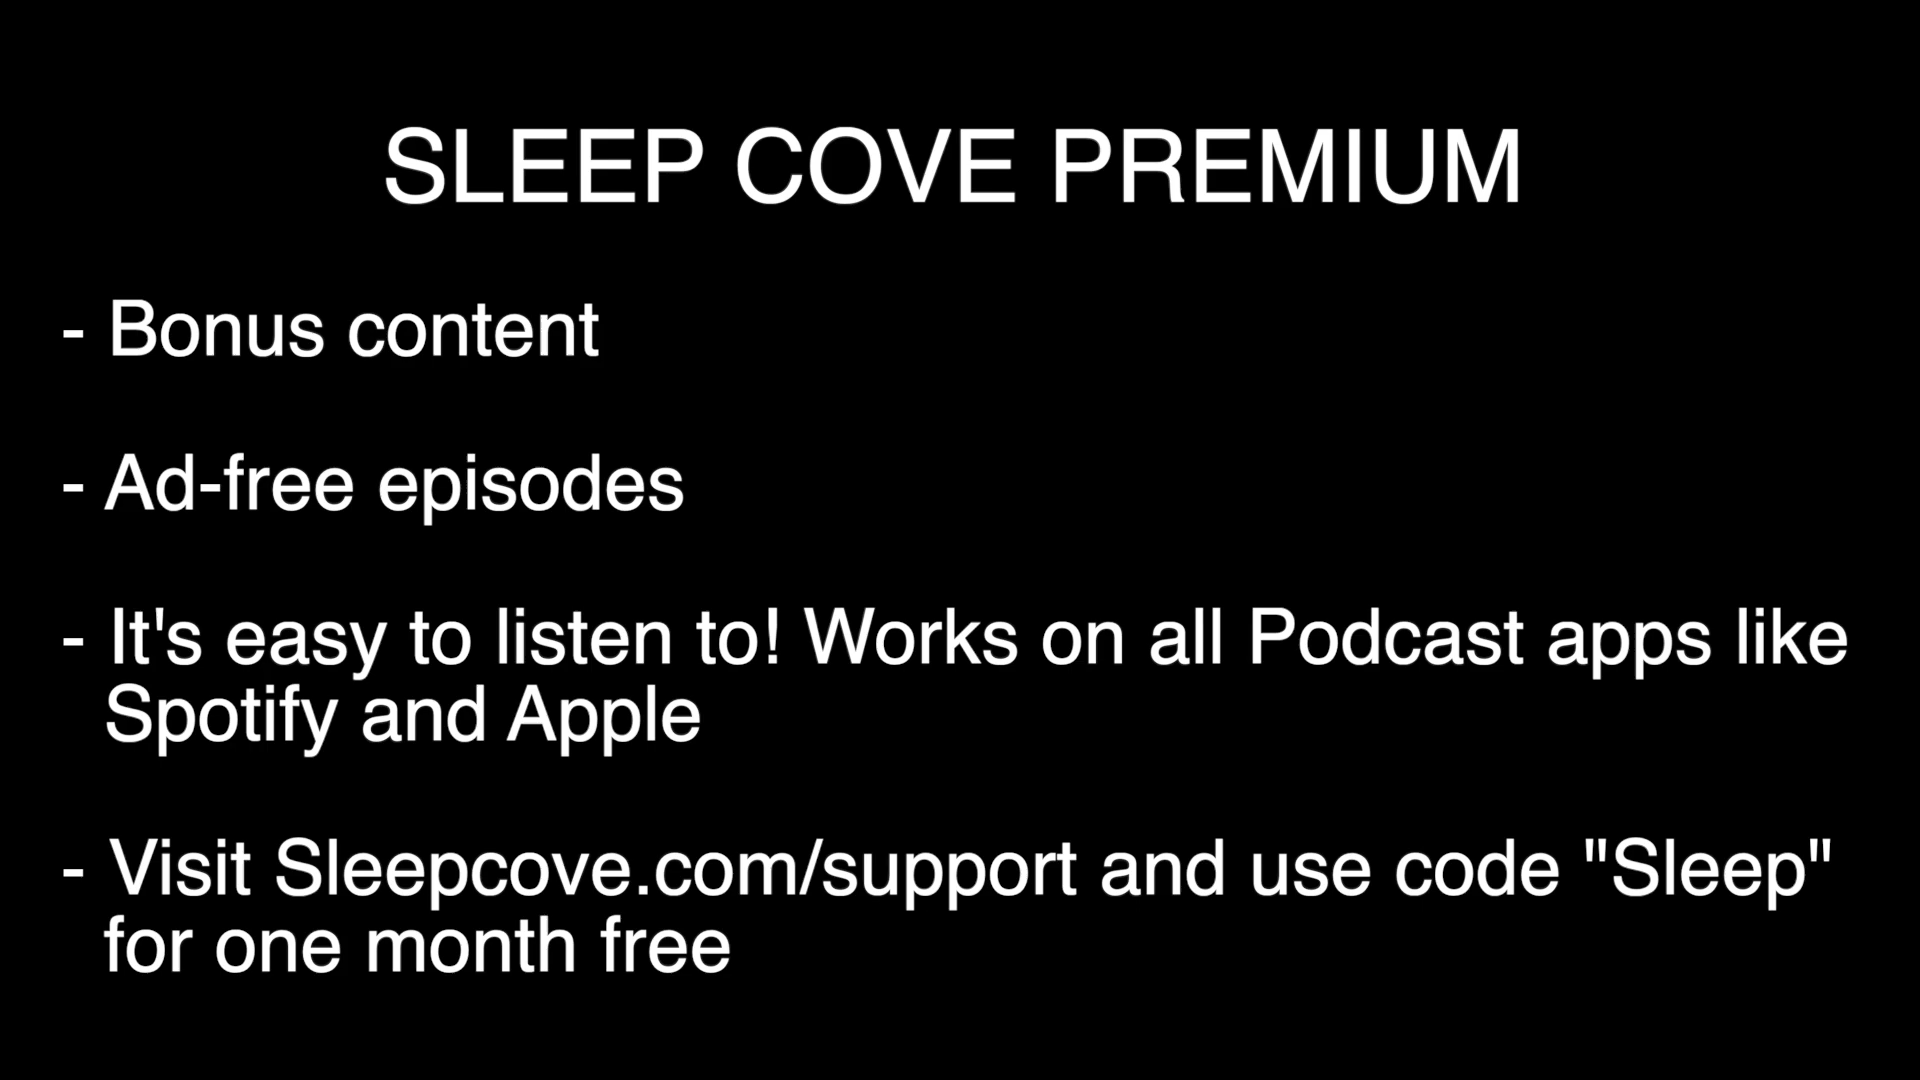 SLEEP COVE PREMIUM
- Bonus content
- Ad-free episodes
- It's easy to listen to! Works on all Podcast apps like
Spotify and Apple
- Visit Sleepcove.com/support and use code "Sleep"
for one month free